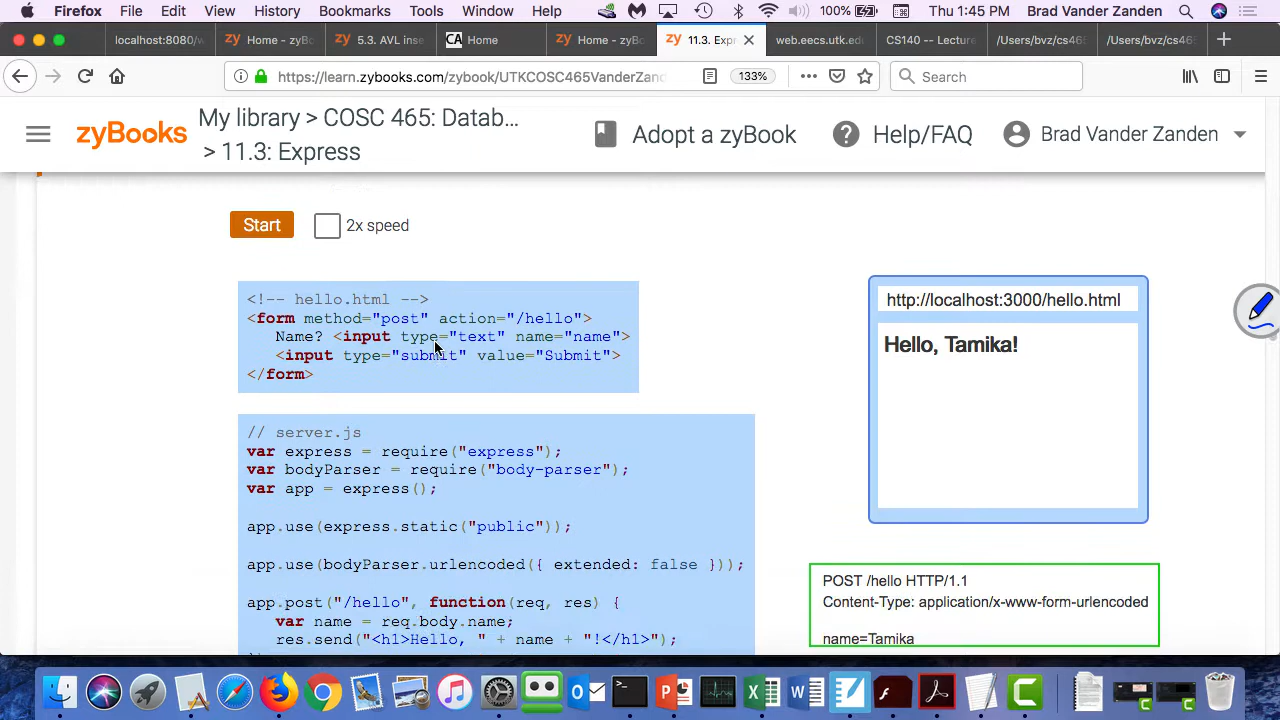 Firefox File Edit View History Bookmarks Tools Window Help 100% Thu 1:45 PM Brad Vander Zanden
localhost:8080/w Home - zyBo 5.3. AVL inse CA Home Home - zyBo 11.3. Expr web.eecs.utk.ed CS140 -- Lecture /Users/bvz/cs46 /Users/bvz/cs46
https://learn.zybooks.com/zybook/UTKCOSC465VanderZand 133% Search
zyBooks My library > COSC 465: Datab...
> 11.3: Express
Adopt a zyBook Help/FAQ Brad Vander Zanden
Start 2x speed
<!-- hello.html -->
<form method="post" action="/hello">
Name? <input type="text" name="name">
<input type="submit" value="Submit">
</form>
http://localhost:3000/hello.html
Hello, Tamika!
// server.js
var express = require("express");
var bodyParser = require("body-parser");
var app = express();
app.use(express.static("public"));
app.use(bodyParser.urlencoded({ extended: false }));
app.post("/hello", function(req, res) {
var name = req.body.name;
res.send("<h1>Hello, " + name + "!</h1>");
POST /hello HTTP/1.1
Content-Type: application/x-www-form-urlencoded
name=Tamika